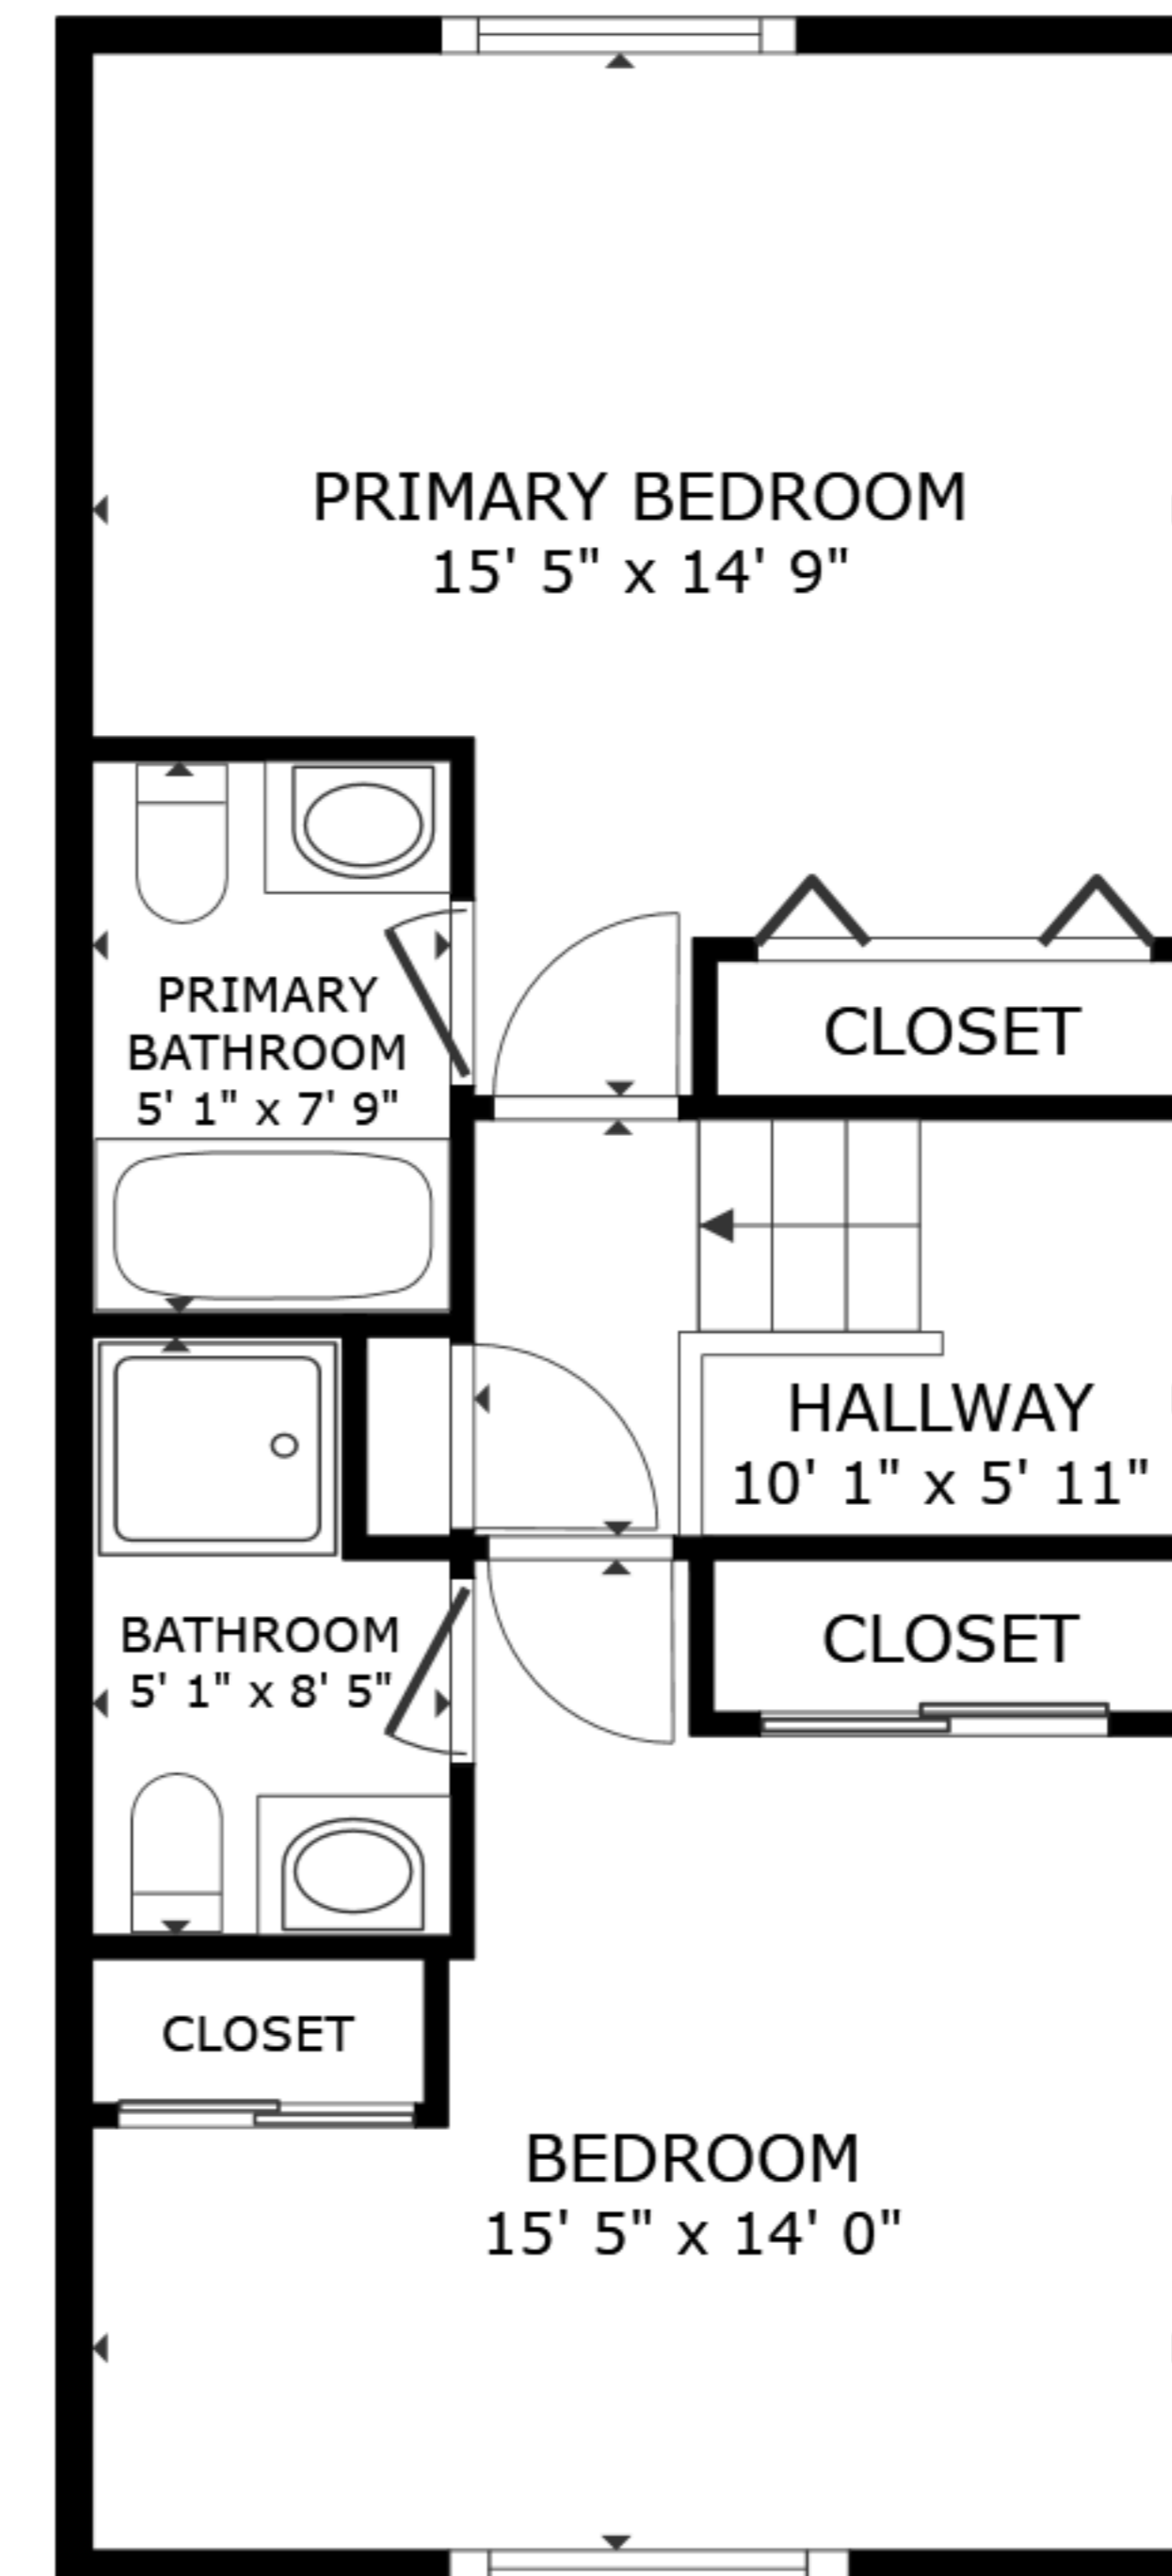 PRIMARY BEDROOM
15' 5" x 14' 9"
PRIMARY
BATHROOM
5' 1" x 7' 9"
CLOSET
HALLWAY
10' 1" x 5' 11"
BATHROOM
5' 1" x 8' 5"
CLOSET
CLOSET
BEDROOM
15' 5" x 14' 0"